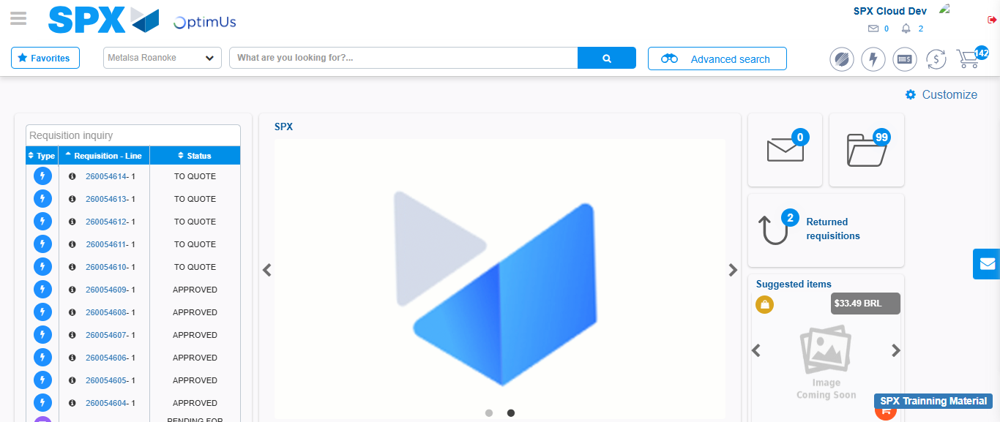 SPX
OptimUs
SPX Cloud Dev
0
2
Favorites
Metalsa Roanoke
What are you looking for?...
Advanced search
142
Customize
Requisition inquiry
Type Requisition - Line Status
260054614- 1 TO QUOTE
260054613- 1 TO QUOTE
260054612- 1 TO QUOTE
260054611- 1 TO QUOTE
260054610- 1 TO QUOTE
260054609- 1 APPROVED
260054608- 1 APPROVED
260054607- 1 APPROVED
260054606- 1 APPROVED
260054605- 1 APPROVED
260054604- 1 APPROVED
PENDING FOR
SPX
0
99
2
Returned
requisitions
Suggested items
$33.49 BRL
Image
Coming Soon
SPX Trainning Material